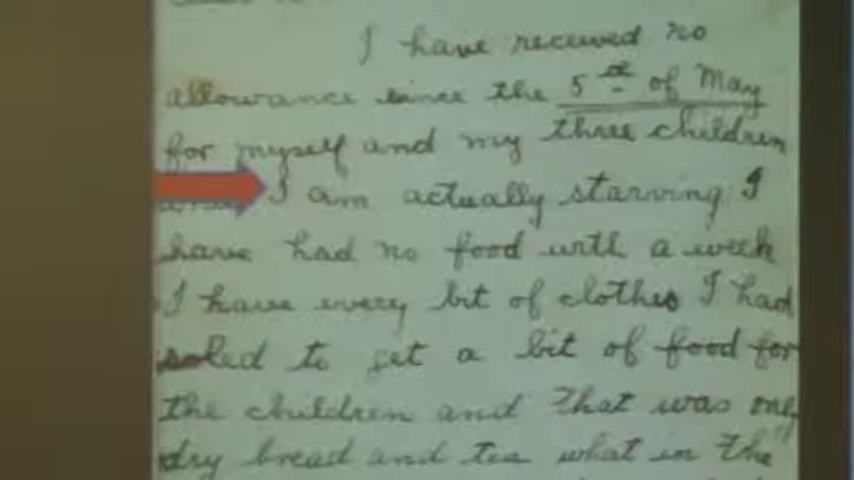 I have received no
allowance since the 5th of May
for myself and my three children
and I am actually starving I
have had no food with a week
I have every bit of clothes I had
soled to get a bit of food for
the children and that was only
dry bread and tea what in the